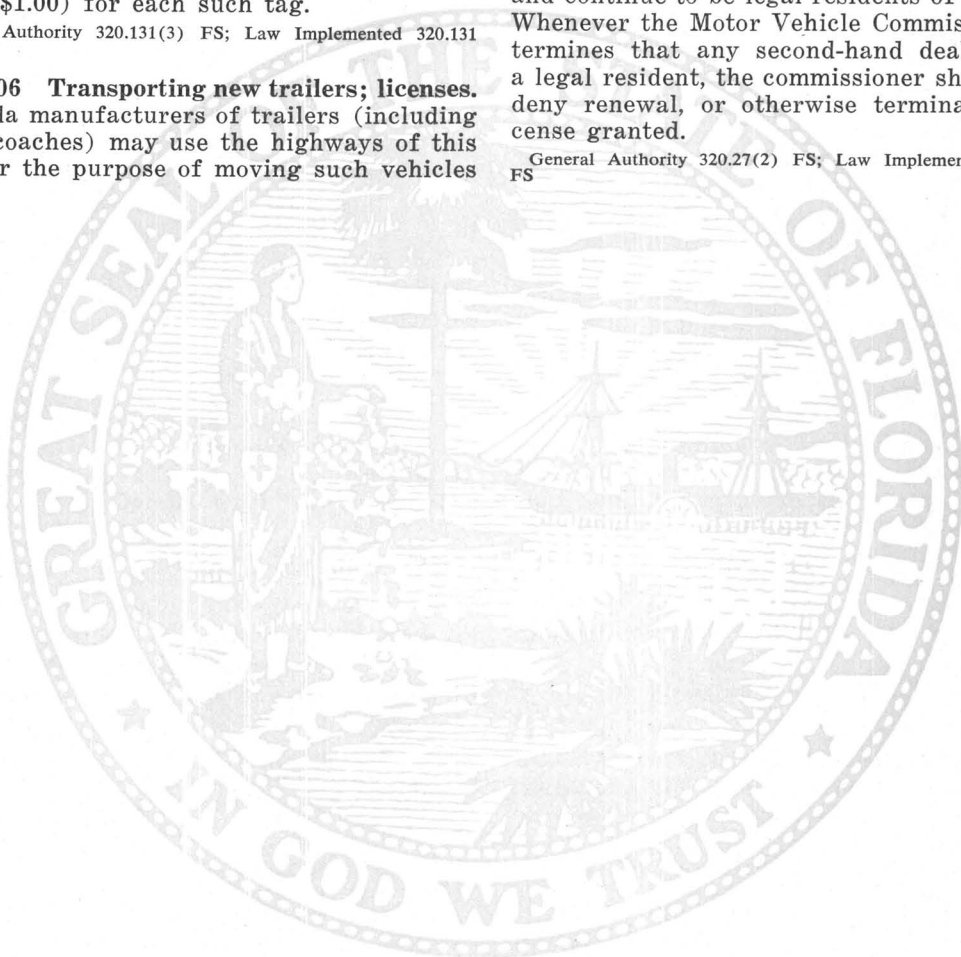 $1.00) for each such tag.
Authority 320.131(3) FS; Law Implemented 320.131
06 Transporting new trailers; licenses.
da manufacturers of trailers (including
coaches) may use the highways of this
r the purpose of moving such vehicles
and continue to be legal residents of
Whenever the Motor Vehicle Commis
termines that any second-hand deal
a legal resident, the commissioner sh
deny renewal, or otherwise termina
cense granted.
General Authority 320.27(2) FS; Law Implemen
FS
GREAT SEAL OF THE STATE OF FLORIDA
IN GOD WE TRUST